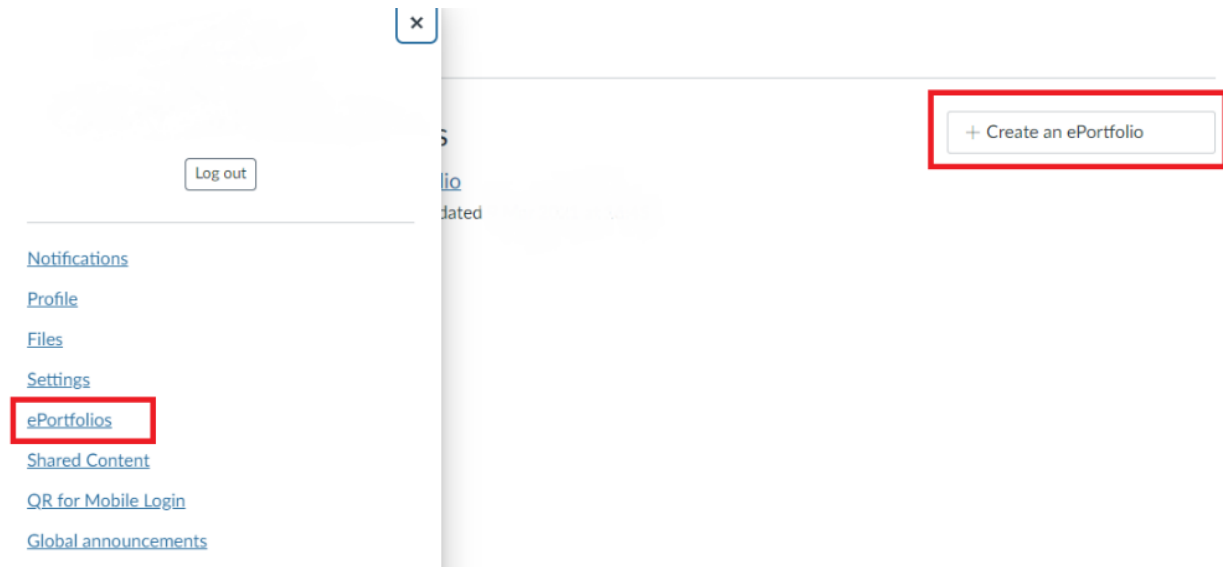 ×
+ Create an ePortfolio
Log out
lio
dated
Notifications
Profile
Files
Settings
ePortfolios
Shared Content
QR for Mobile Login
Global announcements